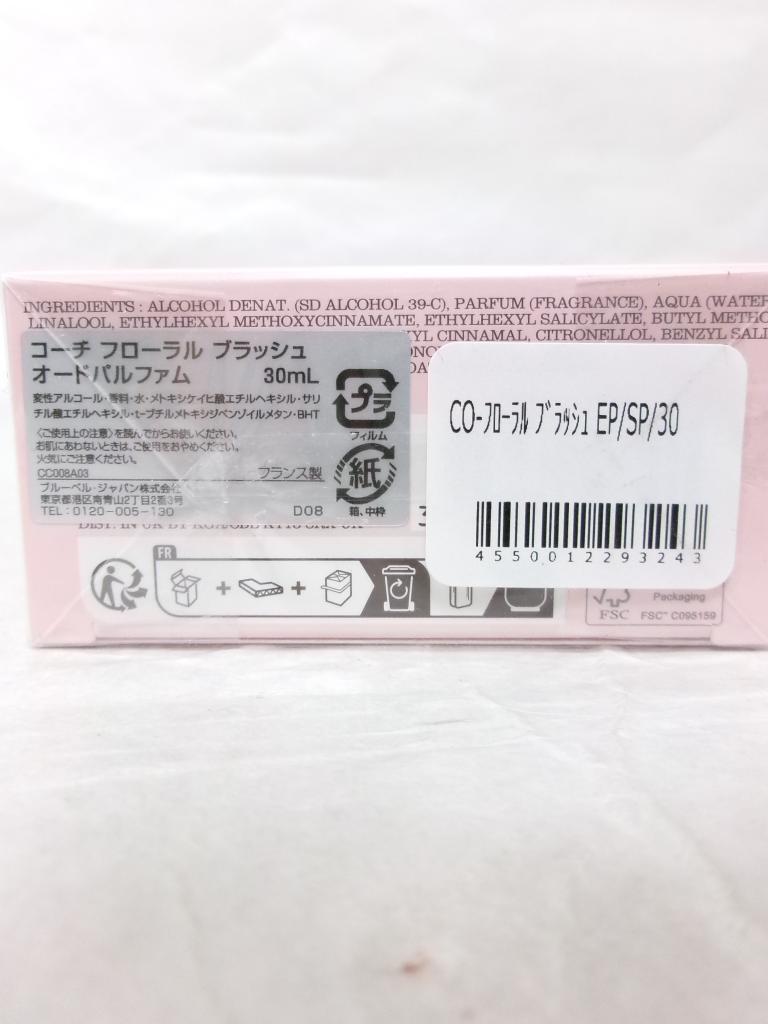 INGREDIENTS : ALCOHOL DENAT. (SD ALCOHOL 39-C), PARFUM (FRAGRANCE), AQUA (WATER
LINALOOL, ETHYLHEXYL METHOXYCINNAMATE, ETHYLHEXYL SALICYLATE, BUTYL METHO
CINNAMAL, CITRONELLOL, BENZYL SALI
コーチ フローラル ブラッシュ
オードパルファム 30mL
変性アルコール・香料・水・メトキシケイヒ酸エチルヘキシル・サリ
チル酸エチルヘキシル・t-ブチルメトキシジベンゾイルメタン・BHT
〈ご使用上の注意〉を読んでからお使いください。
お肌にあわないときは、ご使用をおやめください。
火気にご注意ください。
CC008A03 フランス製
ブルーベル・ジャパン株式会社
東京都港区南青山2丁目2番3号
TEL:0120-005-130 D08
プラ
フィルム
紙
箱、中枠
CO-ﾌﾛｰﾗﾙ ﾌﾞﾗｯｼｭ EP/SP/30
4550012293243
FR
Packaging
FSC
FSC™ C095159